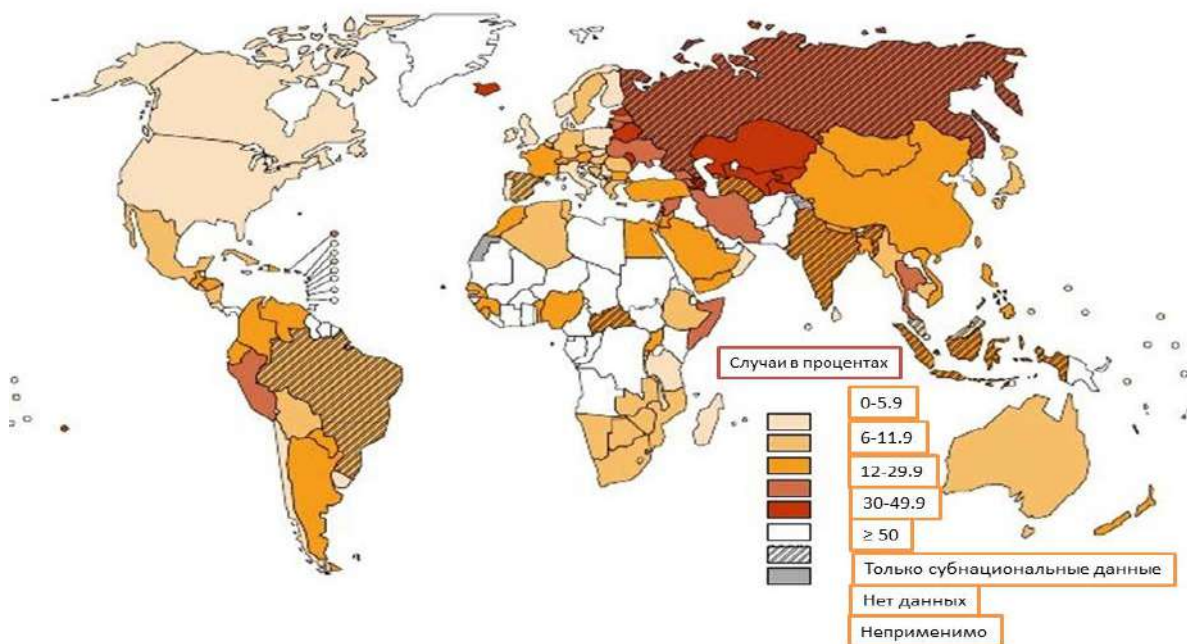 Случаи в процентах
0-5.9
6-11.9
12-29.9
30-49.9
≥ 50
Только субнациональные данные
Нет данных
Неприменимо